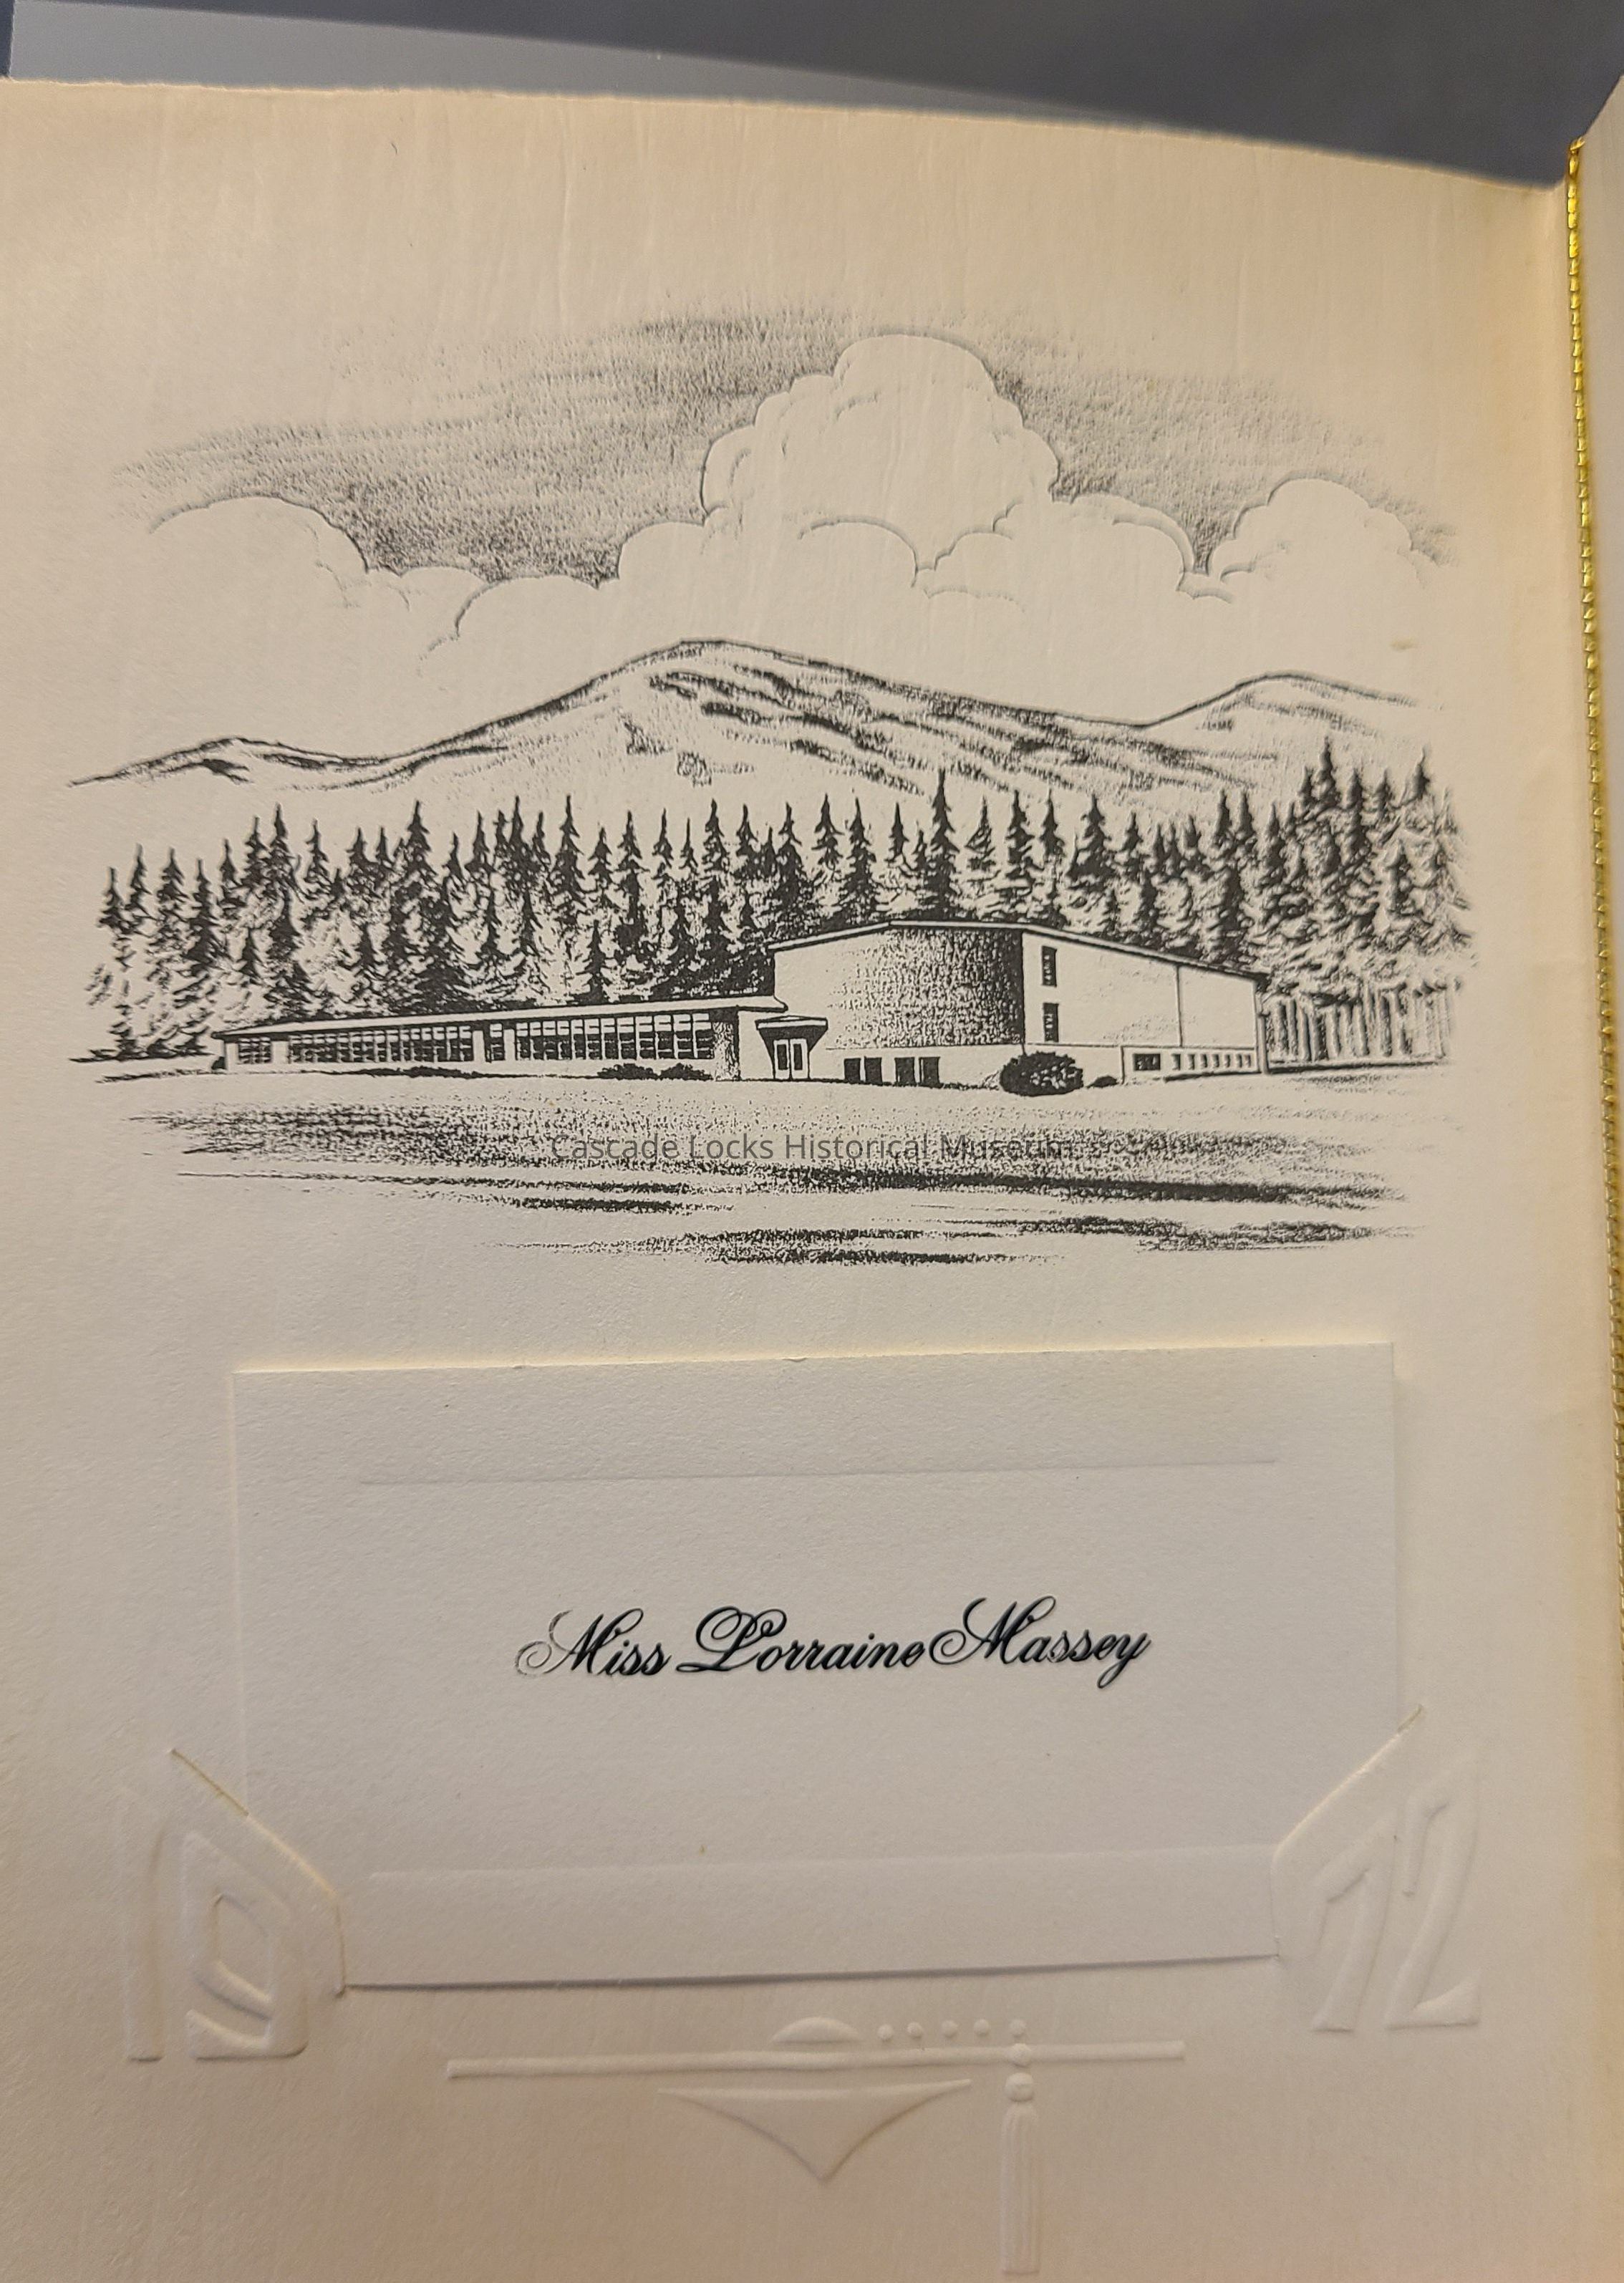 Cascade Locks Historical Museum
Miss Lorraine Massey
19 72